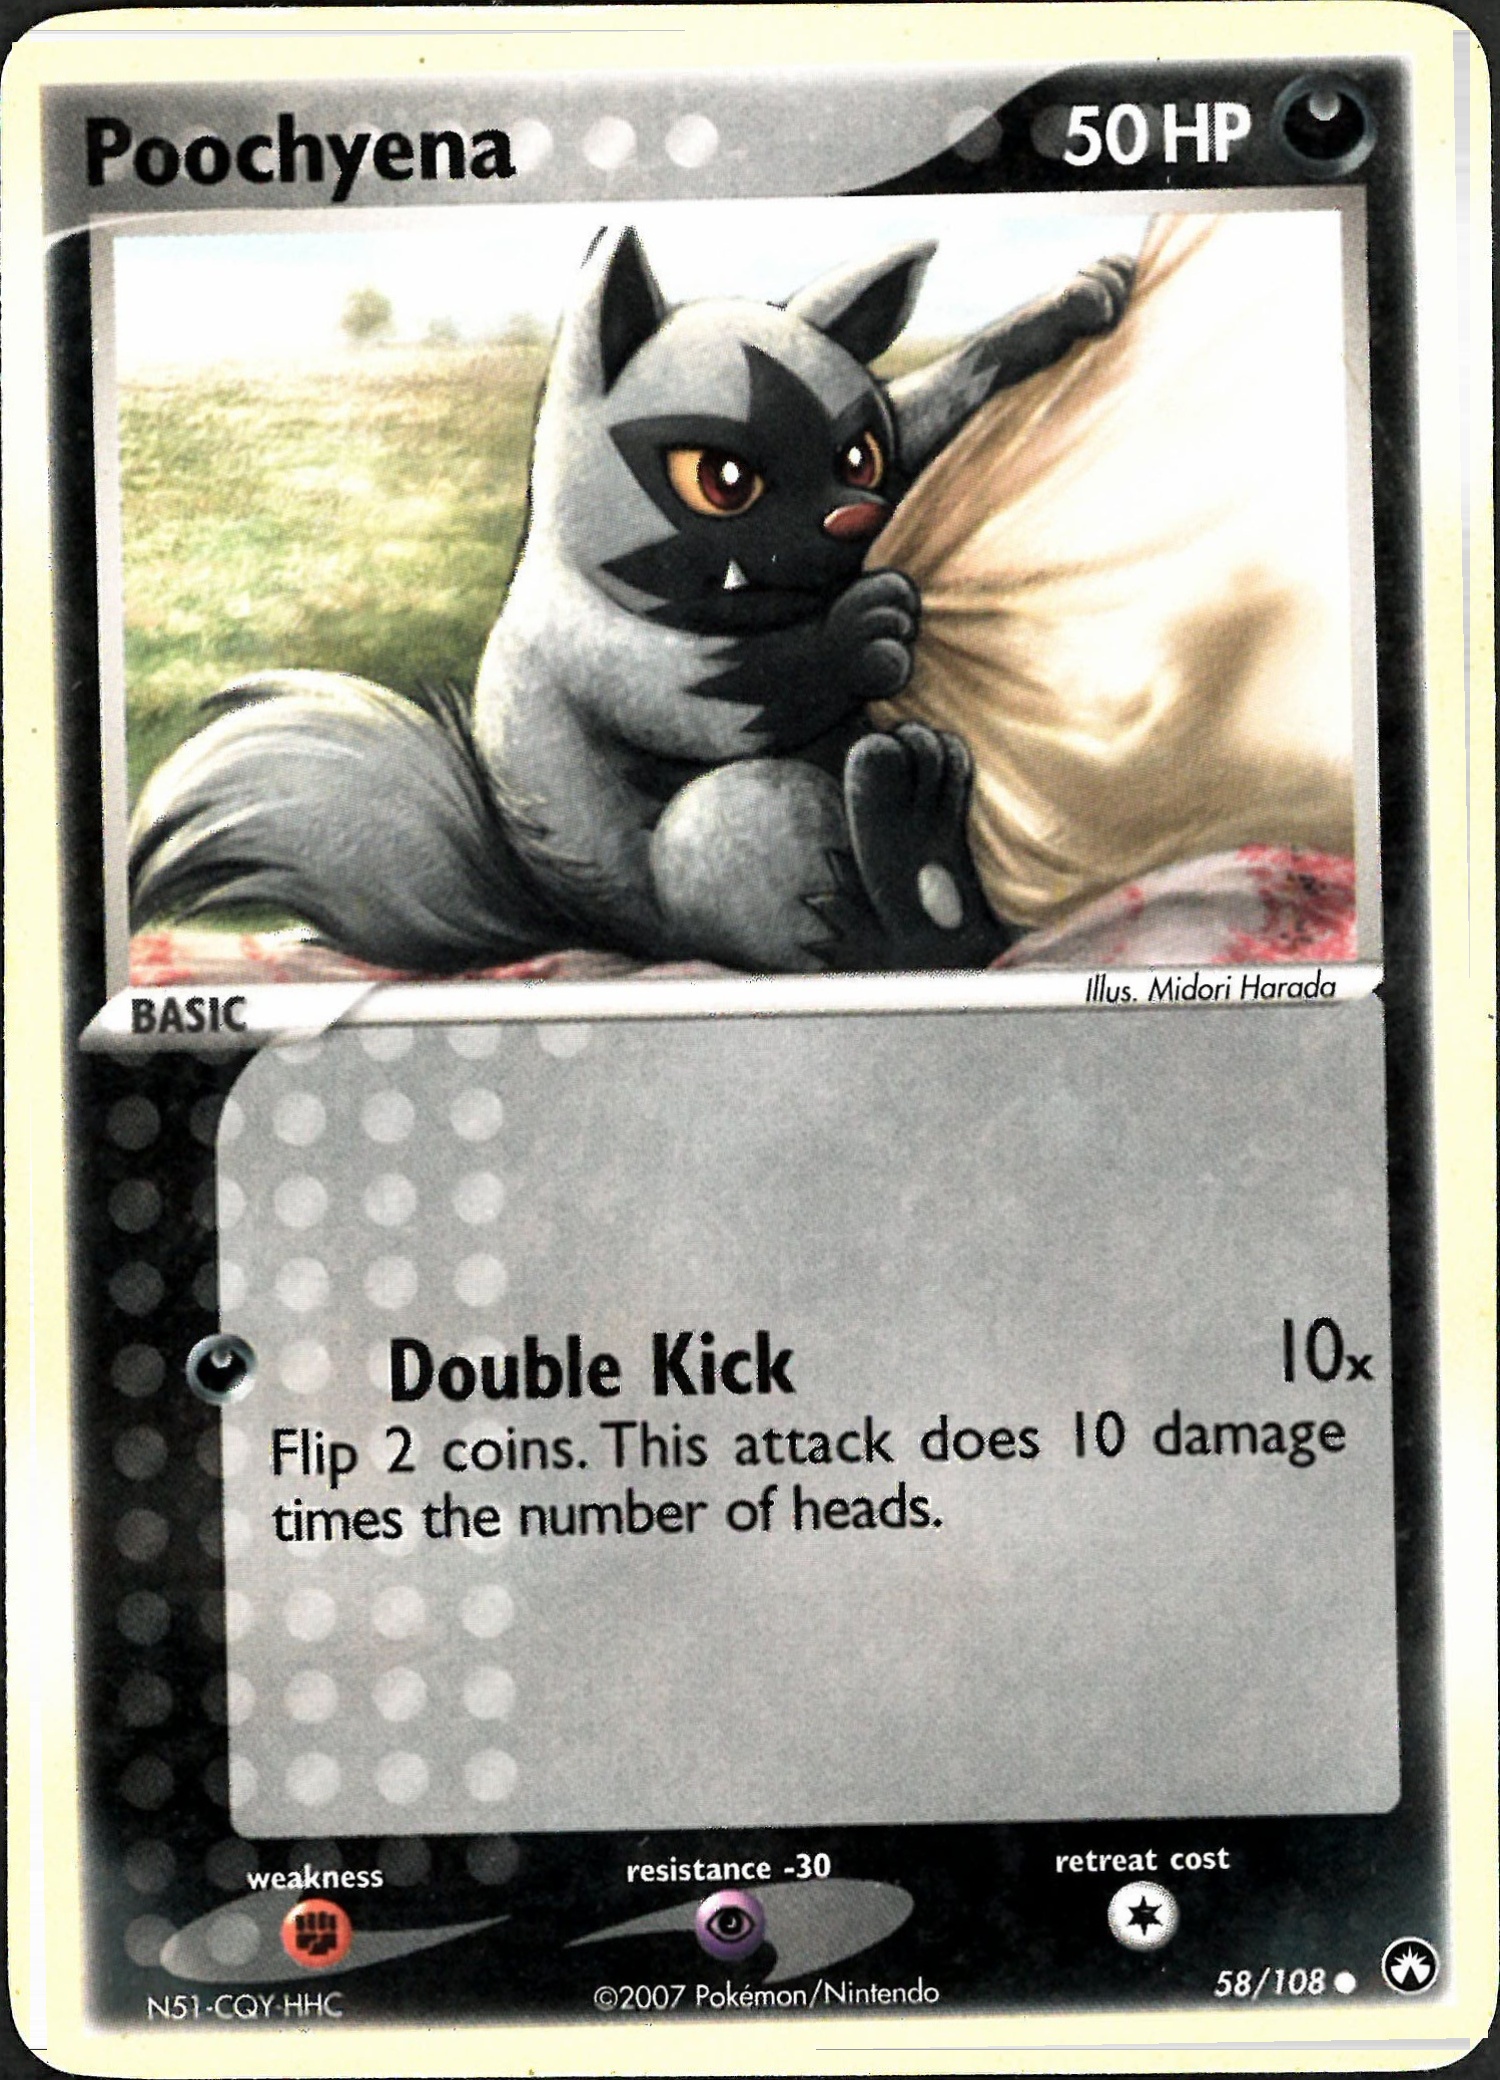 Poochyena
50 HP
Illus. Midori Harada
BASIC
Double Kick
10x
Flip 2 coins. This attack does 10 damage
times the number of heads.
weakness
resistance -30
retreat cost
58/108
N51-CQY-HHC
©2007 Pokémon/Nintendo